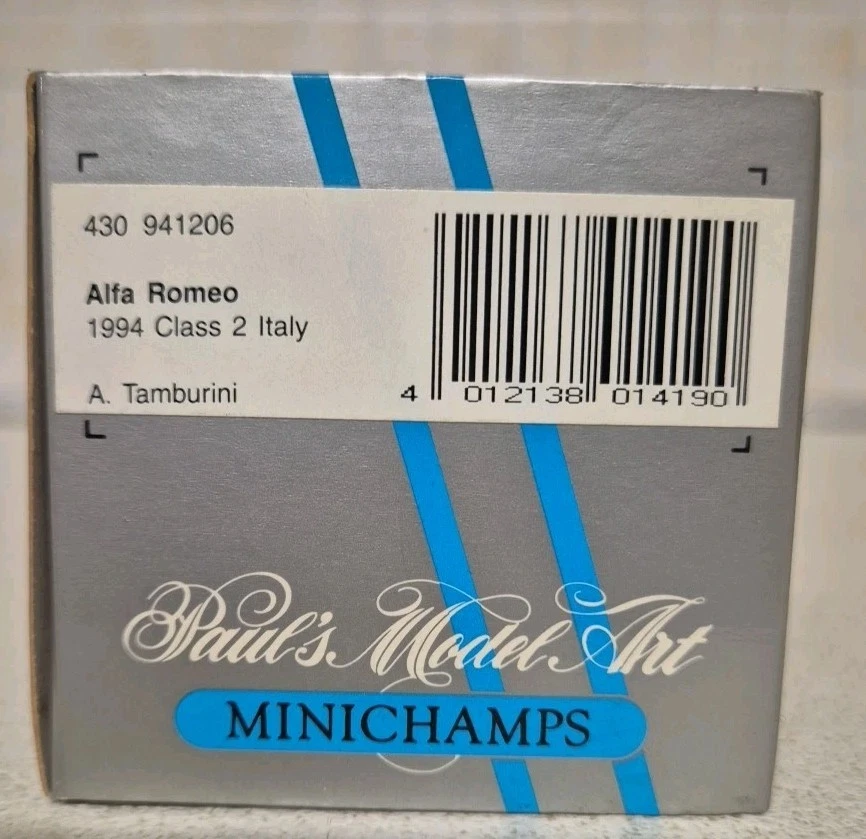 430 941206
Alfa Romeo
1994 Class 2 Italy
A. Tamburini
4 012138 014190
Paul's Model Art
MINICHAMPS